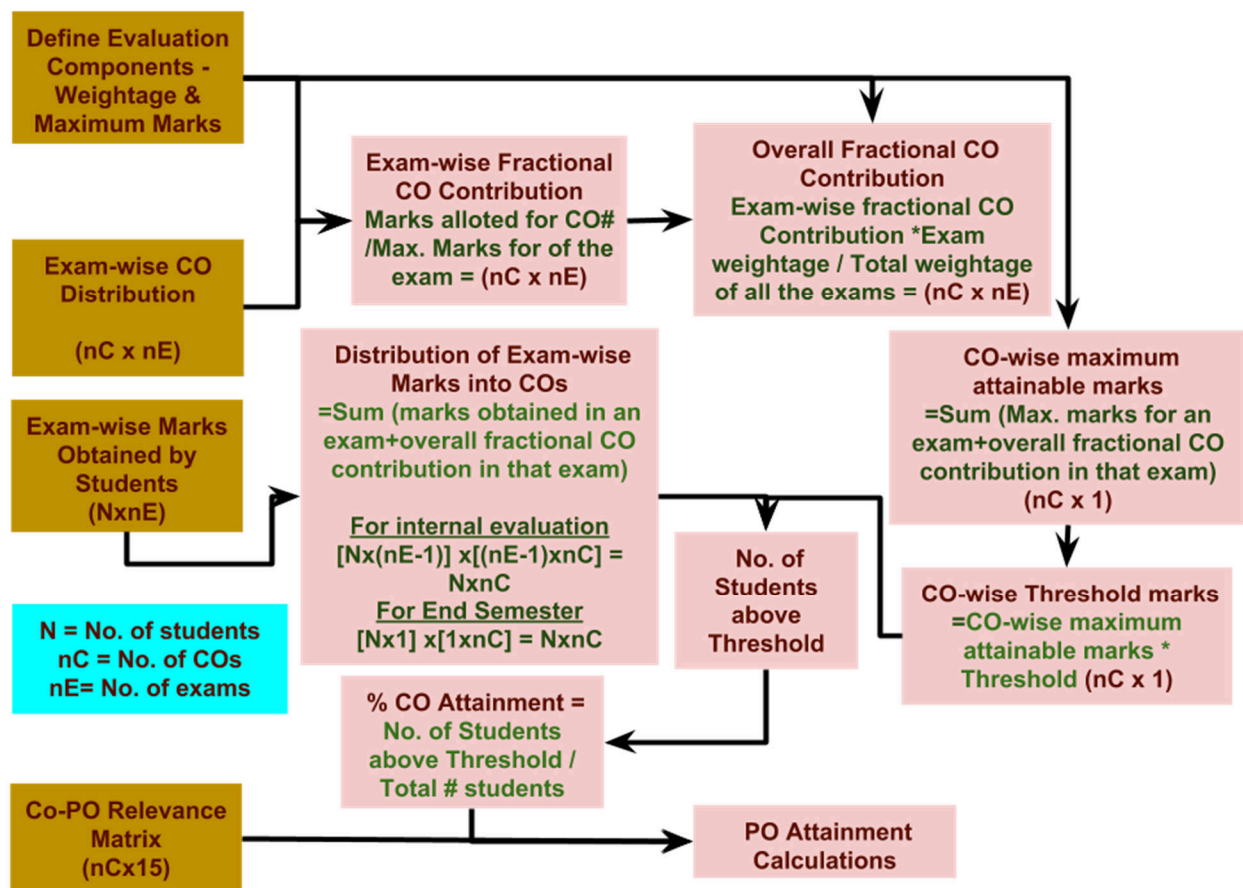 Define Evaluation
Components -
Weightage &
Maximum Marks
Exam-wise Fractional
CO Contribution
Marks alloted for CO#
/Max. Marks for of the
exam = (nC x nE)
Overall Fractional CO
Contribution
Exam-wise fractional CO
Contribution *Exam
weightage / Total weightage
of all the exams = (nC x nE)
Exam-wise CO
Distribution
(nC x nE)
Distribution of Exam-wise
Marks into COs
=Sum (marks obtained in an
exam+overall fractional CO
contribution in that exam)
For internal evaluation
[Nx(nE-1)] x[(nE-1)xnC] =
NxnC
For End Semester
[Nx1] x[1xnC] = NxnC
CO-wise maximum
attainable marks
=Sum (Max. marks for an
exam+overall fractional CO
contribution in that exam)
(nC x 1)
Exam-wise Marks
Obtained by
Students
(NxnE)
No. of
Students
above
Threshold
CO-wise Threshold marks
=CO-wise maximum
attainable marks *
Threshold (nC x 1)
N = No. of students
nC = No. of COs
nE= No. of exams
% CO Attainment =
No. of Students
above Threshold /
Total # students
Co-PO Relevance
Matrix
(nCx15)
PO Attainment
Calculations